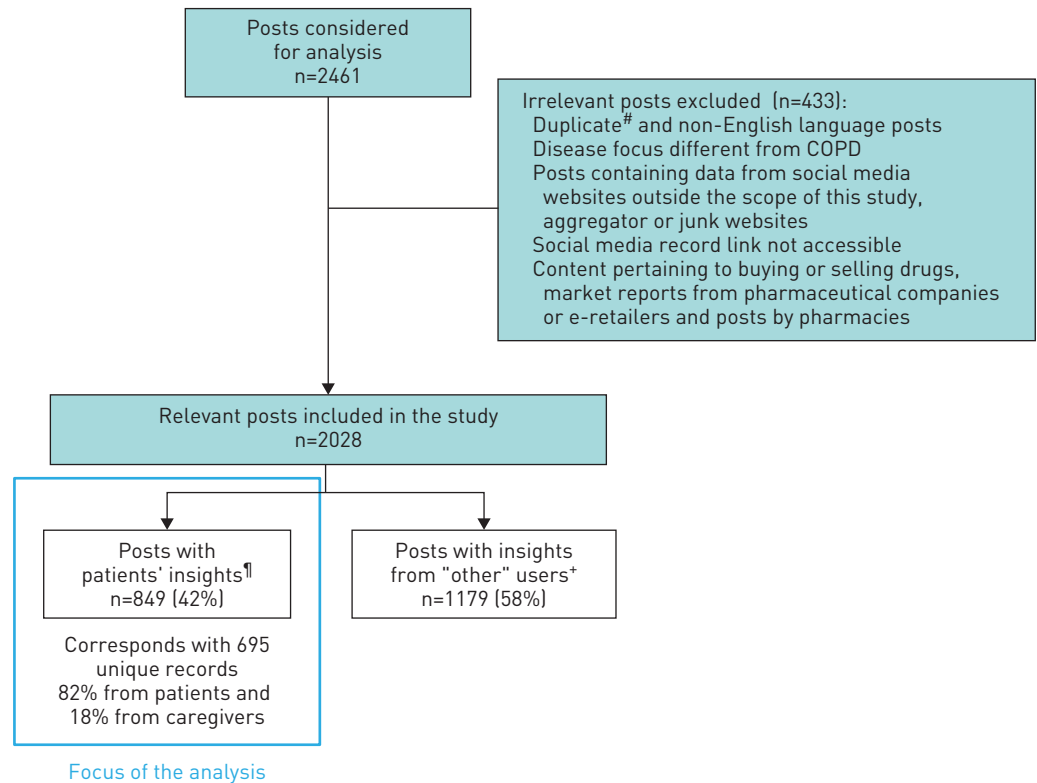 Posts considered
for analysis
n=2461
Irrelevant posts excluded (n=433):
Duplicate# and non-English language posts
Disease focus different from COPD
Posts containing data from social media
websites outside the scope of this study,
aggregator or junk websites
Social media record link not accessible
Content pertaining to buying or selling drugs,
market reports from pharmaceutical companies
or e-retailers and posts by pharmacies
Relevant posts included in the study
n=2028
Posts with
patients' insights¶
n=849 (42%)
Posts with insights
from "other" users+
n=1179 (58%)
Corresponds with 695
unique records
82% from patients and
18% from caregivers
Focus of the analysis